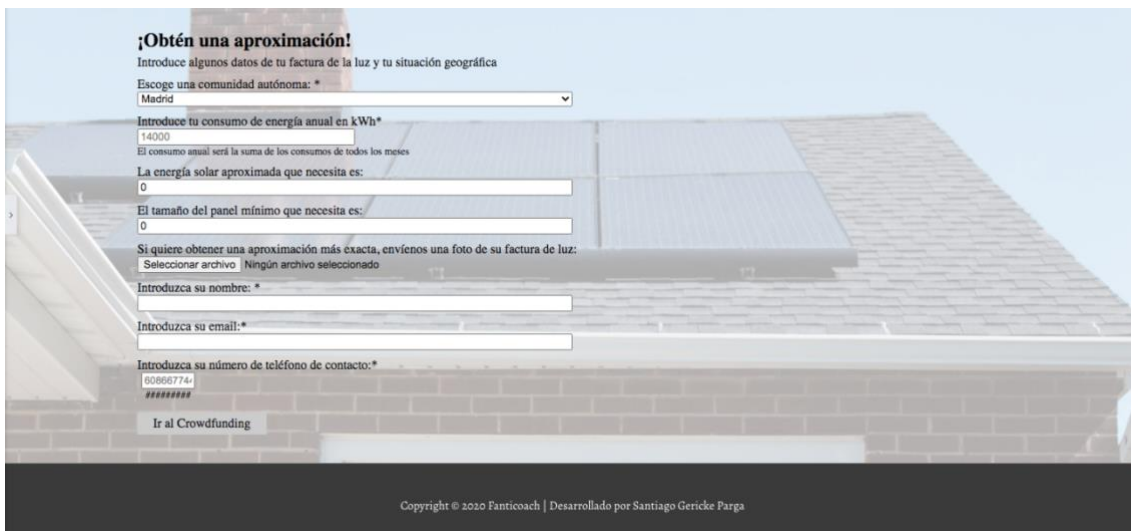 ¡Obtén una aproximación!
Introduce algunos datos de tu factura de la luz y tu situación geográfica
Escoge una comunidad autónoma: *
Madrid
Introduce tu consumo de energía anual en kWh*
14000
El consumo anual será la suma de los consumos de todos los meses
La energía solar aproximada que necesita es:
0
El tamaño del panel mínimo que necesita es:
0
Si quiere obtener una aproximación más exacta, envíenos una foto de su factura de luz:
Seleccionar archivo Ningún archivo seleccionado
Introduzca su nombre: *
Introduzca su email:*
Introduzca su número de teléfono de contacto:*
60866774
#########
Ir al Crowdfunding
Copyright © 2020 Fanticoach | Desarrollado por Santiago Gericke Parga